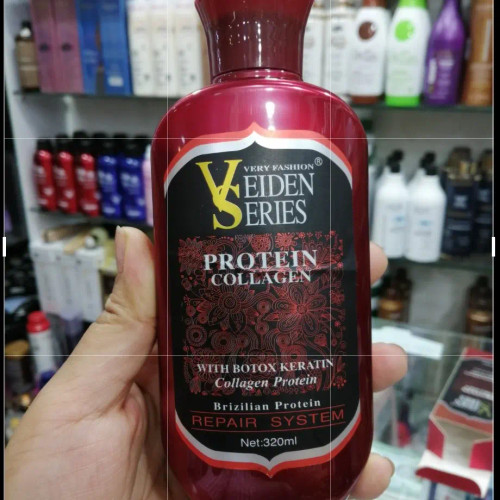 VERY FASHION®
VEIDEN
SERIES
PROTEIN
COLLAGEN
WITH BOTOX KERATIN
Collagen Protein
Brizilian Protein
REPAIR SYSTEM
Net:320ml